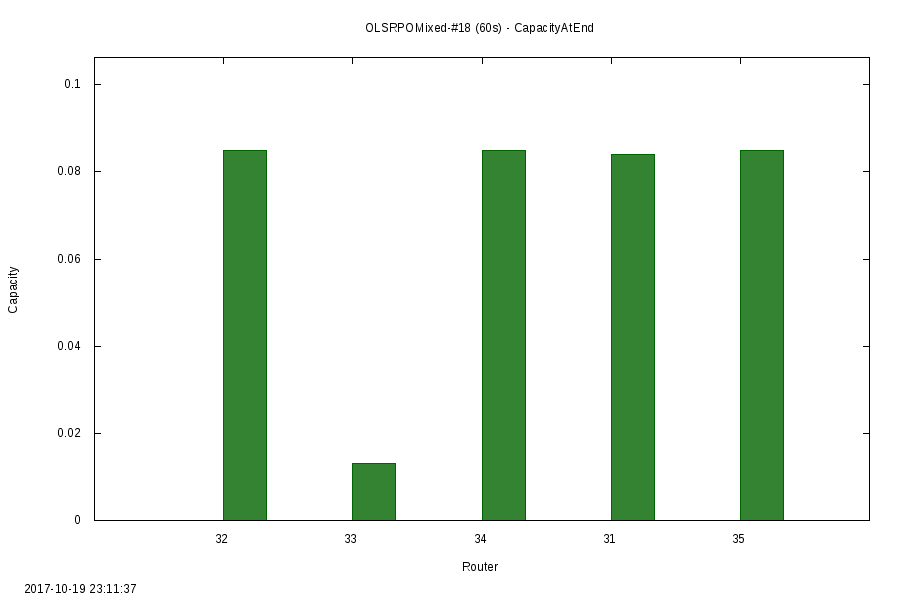 OLSRPOMixed-#18 (60s) - CapacityAtEnd
0.1
0.08
0.06
0.04
0.02
0
Capacity
32 33 34 31 35
Router
2017-10-19 23:11:37